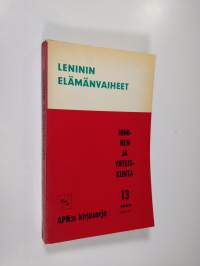 LENININ
ELÄMÄNVAIHEET
IHMI-
NEN
JA
YHTEIS-
KUNTA
13
APN:n kirjasarja